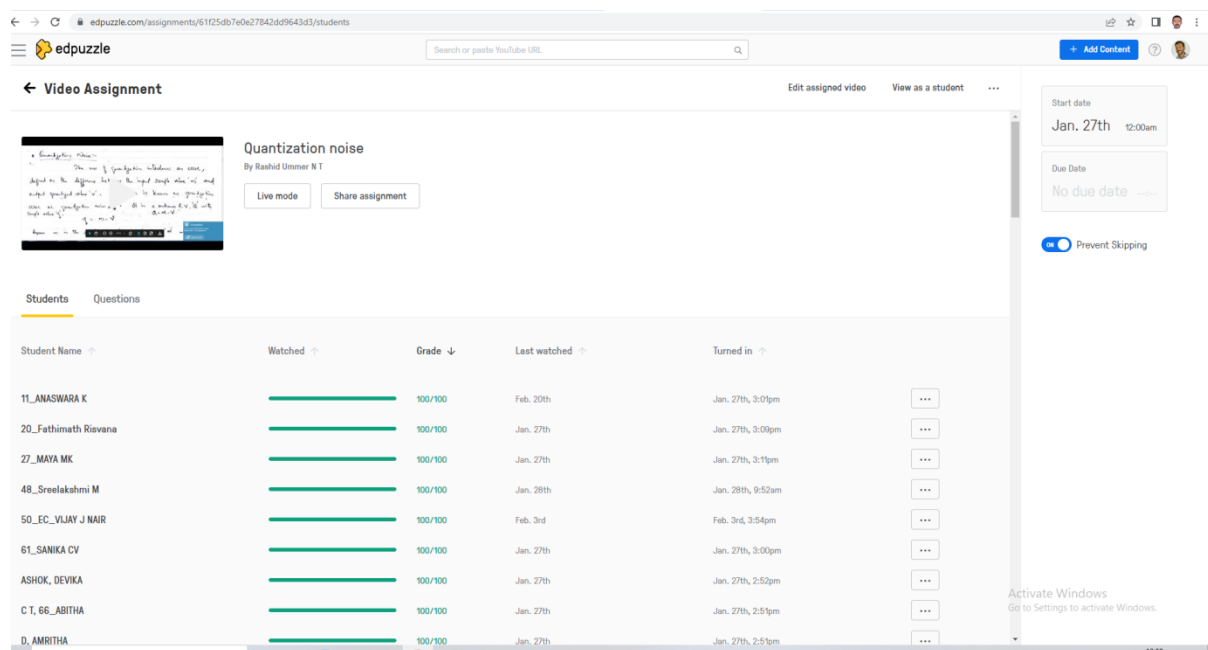 edpuzzle.com/assignments/61f25db7e0e27842dd9643d3/students
edpuzzle
Search or paste YouTube URL
+ Add Content
Video Assignment
Edit assigned video
View as a student
Start date
Jan. 27th 12:00am
Due Date
No due date
ON Prevent Skipping
Quantization noise
By Rashid Ummer N T
Live mode
Share assignment
Students Questions
Student Name Watched Grade Last watched Turned in
11_ANASWARA K 100/100 Feb. 20th Jan. 27th, 3:01pm
20_Fathimath Risvana 100/100 Jan. 27th Jan. 27th, 3:09pm
27_MAYA MK 100/100 Jan. 27th Jan. 27th, 3:11pm
48_Sreelakshmi M 100/100 Jan. 28th Jan. 28th, 9:52am
50_EC_VIJAY J NAIR 100/100 Feb. 3rd Feb. 3rd, 3:54pm
61_SANIKA CV 100/100 Jan. 27th Jan. 27th, 3:00pm
ASHOK, DEVIKA 100/100 Jan. 27th Jan. 27th, 2:52pm
C T, 66_ABITHA 100/100 Jan. 27th Jan. 27th, 2:51pm
D, AMRITHA 100/100 Jan. 27th Jan. 27th, 2:51pm
Activate Windows
Go to Settings to activate Windows.